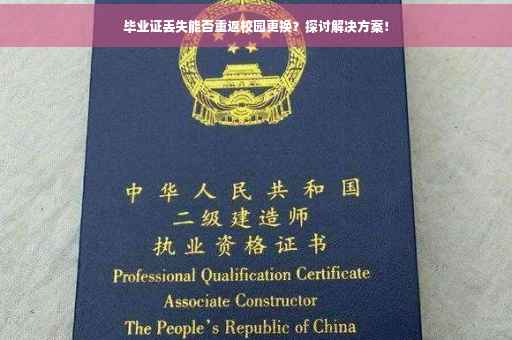 毕业证丢失能否重返校园更换？探讨解决方案！
中华人民共和国
二级建造师
执业资格证书
Professional Qualification Certificate
Associate Constructor
The People's Republic of China